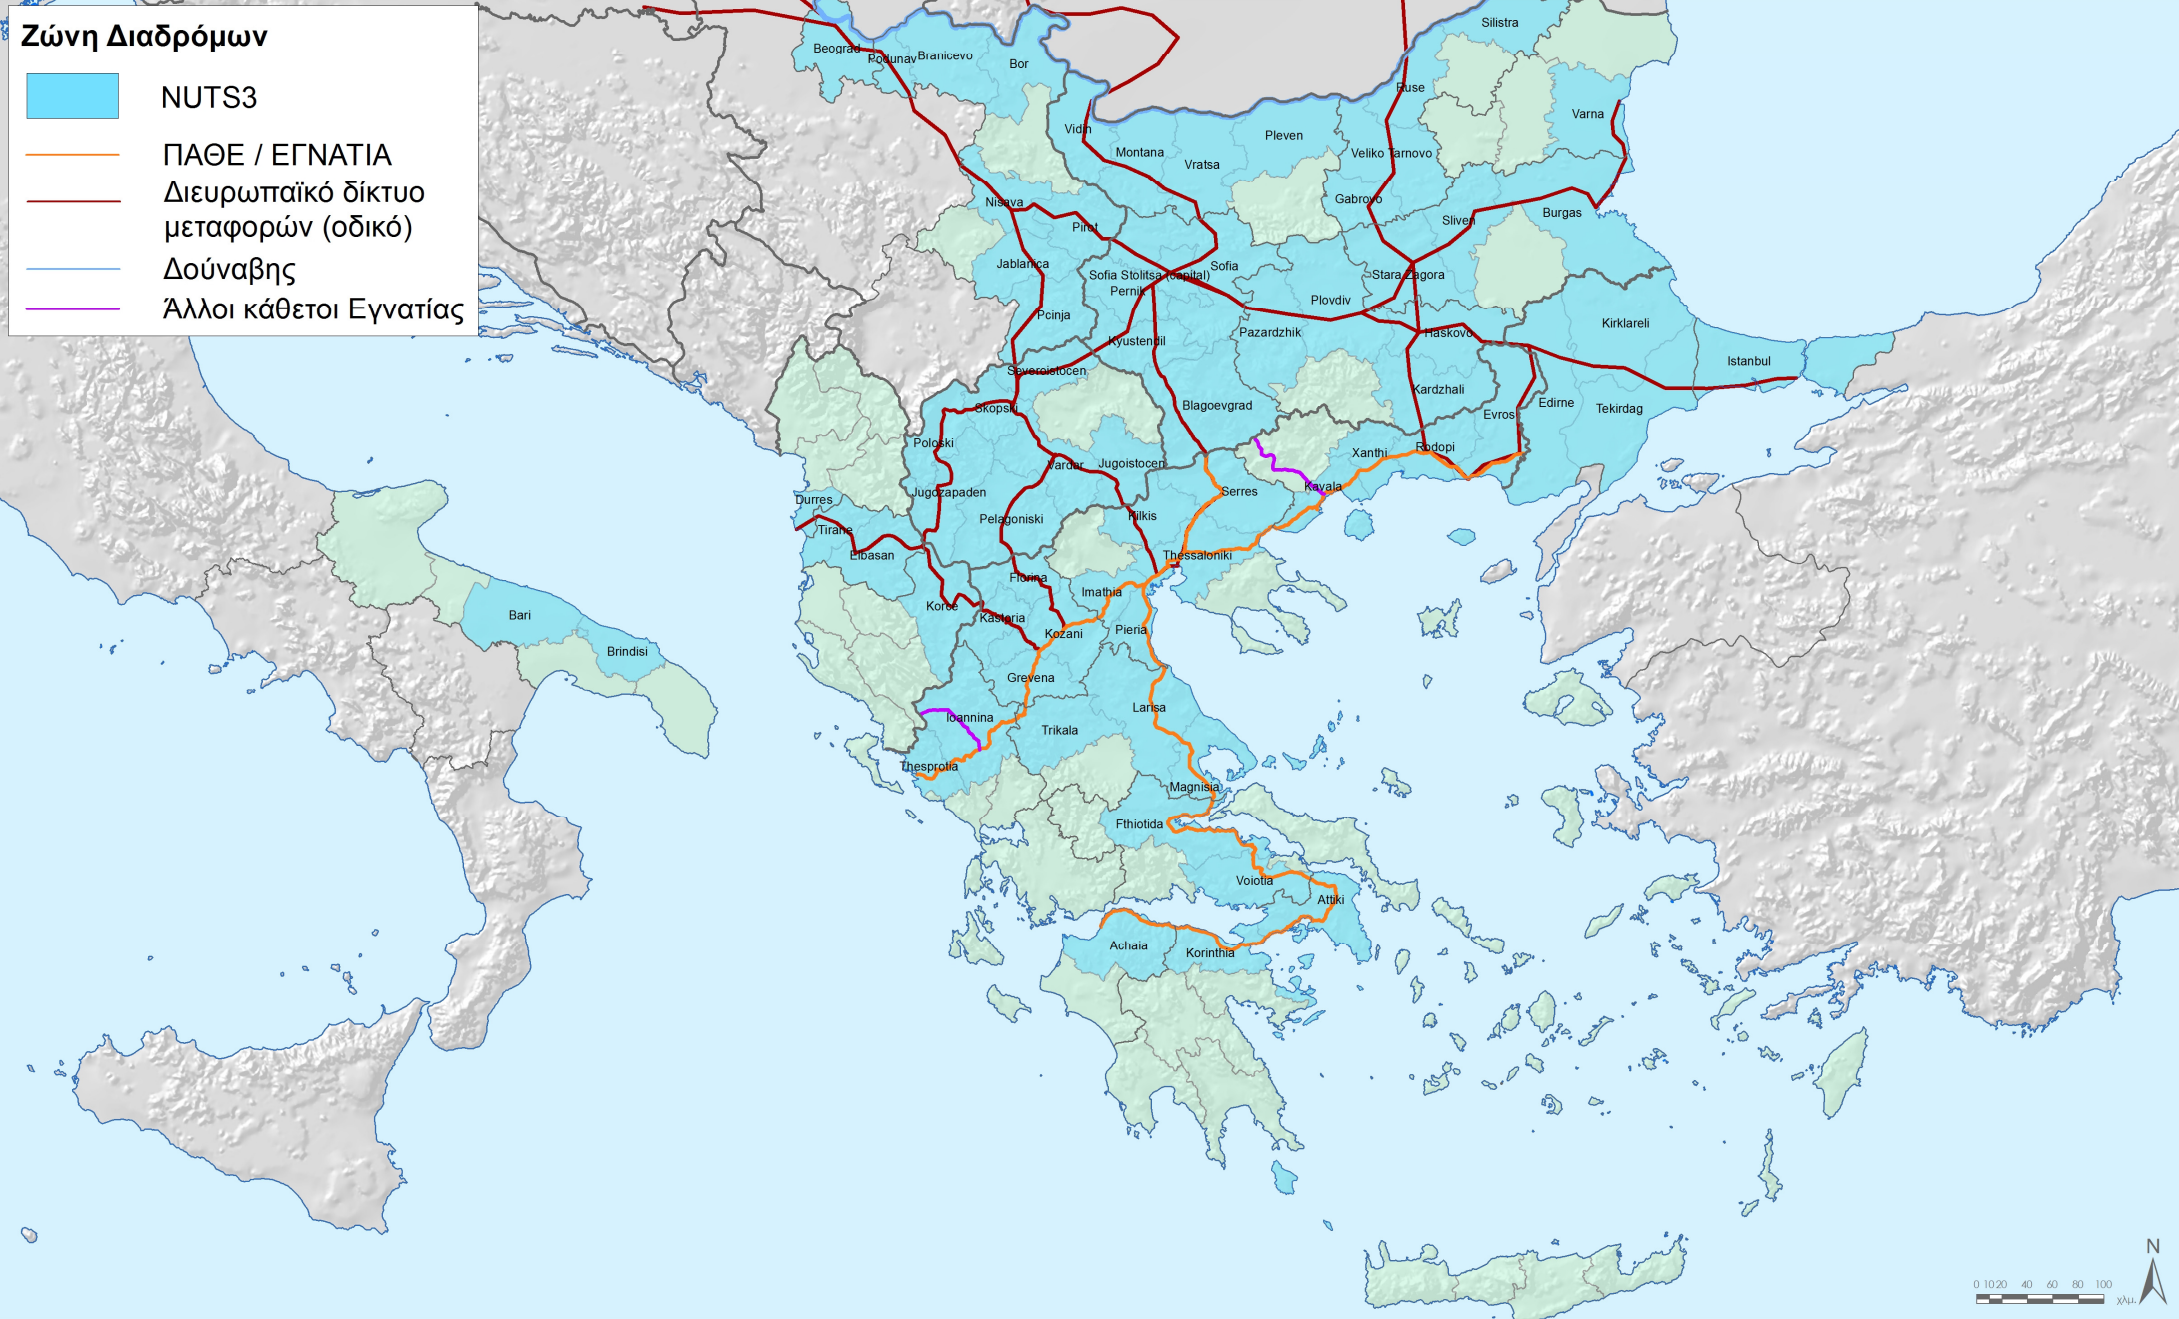 Ζώνη Διαδρόμων
NUTS3
ΠΑΘΕ / ΕΓΝΑΤΙΑ
Διευρωπαϊκό δίκτυο
μεταφορών (οδικό)
Δούναβης
Άλλοι κάθετοι Εγνατίας
Silistra
Beograd
Podunav
Branicevo
Bor
Ruse
Varna
Vidin
Pleven
Montana
Vratsa
Veliko Tarnovo
Nisava
Gabrovo
Burgas
Sliven
Pirot
Jablanica
Sofia
Sofia Stolitsa (capital)
Stara Zagora
Pernik
Plovdiv
Pcinja
Kirklareli
Pazardzhik
Haskovo
Kyustendil
Istanbul
Severoistocen
Kardzhali
Skopski
Blagoevgrad
Edirne
Tekirdag
Evros
Poloski
Rodopi
Xanthi
Vardar
Jugoistocen
Kavala
Jugozapaden
Serres
Durres
Kilkis
Pelagoniski
Tirane
Elbasan
Thessaloniki
Florina
Imathia
Korce
Kastoria
Bari
Pieria
Kozani
Brindisi
Grevena
Larisa
Ioannina
Trikala
Thesprotia
Magnisia
Fthiotida
Voiotia
Attiki
Achaia
Korinthia
N
0 10 20 40 60 80 100
χλμ.